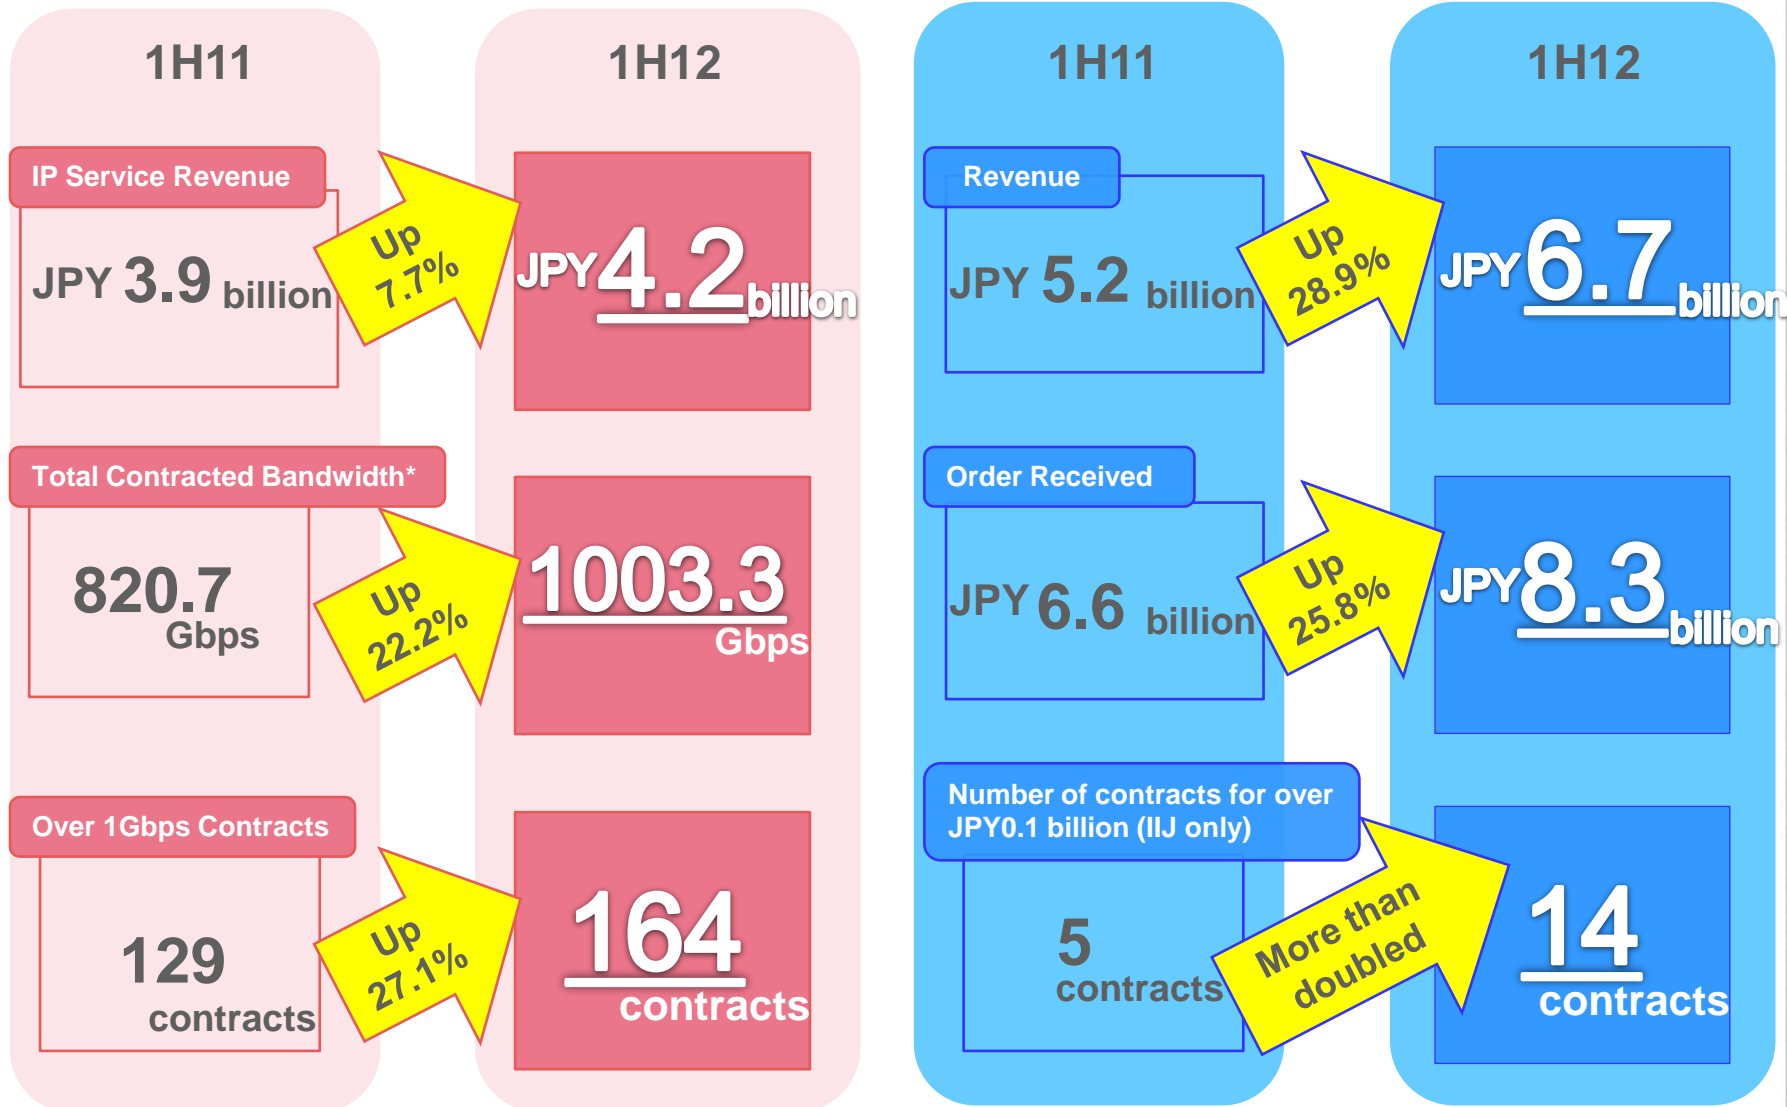 1H11
1H12
IP Service Revenue
JPY 3.9 billion
Up
7.7%
JPY4.2billion
Total Contracted Bandwidth*
820.7
Gbps
Up
22.2%
1003.3
Gbps
Over 1Gbps Contracts
129
contracts
Up
27.1%
164
contracts
1H11
1H12
Revenue
JPY 5.2 billion
Up
28.9%
JPY6.7billion
Order Received
JPY 6.6 billion
Up
25.8%
JPY8.3billion
Number of contracts for over
JPY0.1 billion (IIJ only)
5
contracts
More than
doubled
14
contracts